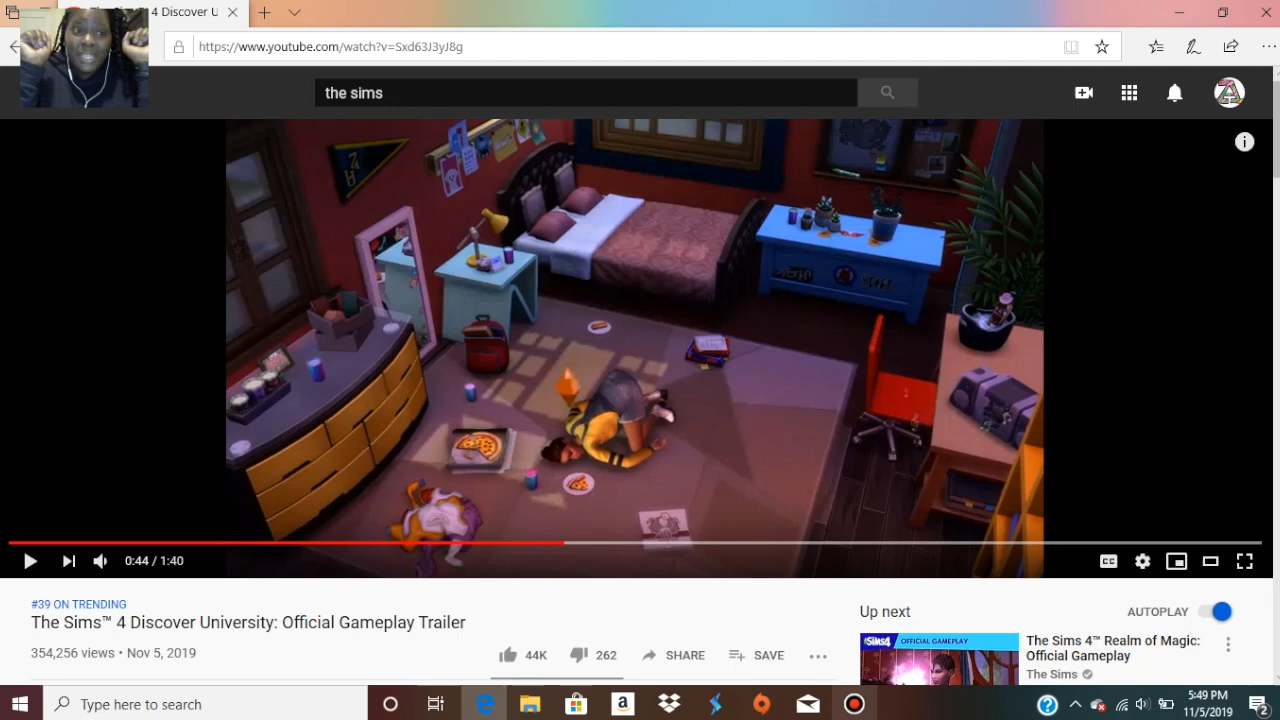 4 Discover U
https://www.youtube.com/watch?v=Sxd63J3yJ8g
the sims
0:44 / 1:40
CC
#39 ON TRENDING
The Sims™ 4 Discover University: Official Gameplay Trailer
354,256 views • Nov 5, 2019
44K
262
SHARE
SAVE
Up next
AUTOPLAY
SIMS4 OFFICIAL GAMEPLAY
The Sims 4™ Realm of Magic:
Official Gameplay
The Sims
Type here to search
5:49 PM
11/5/2019
2